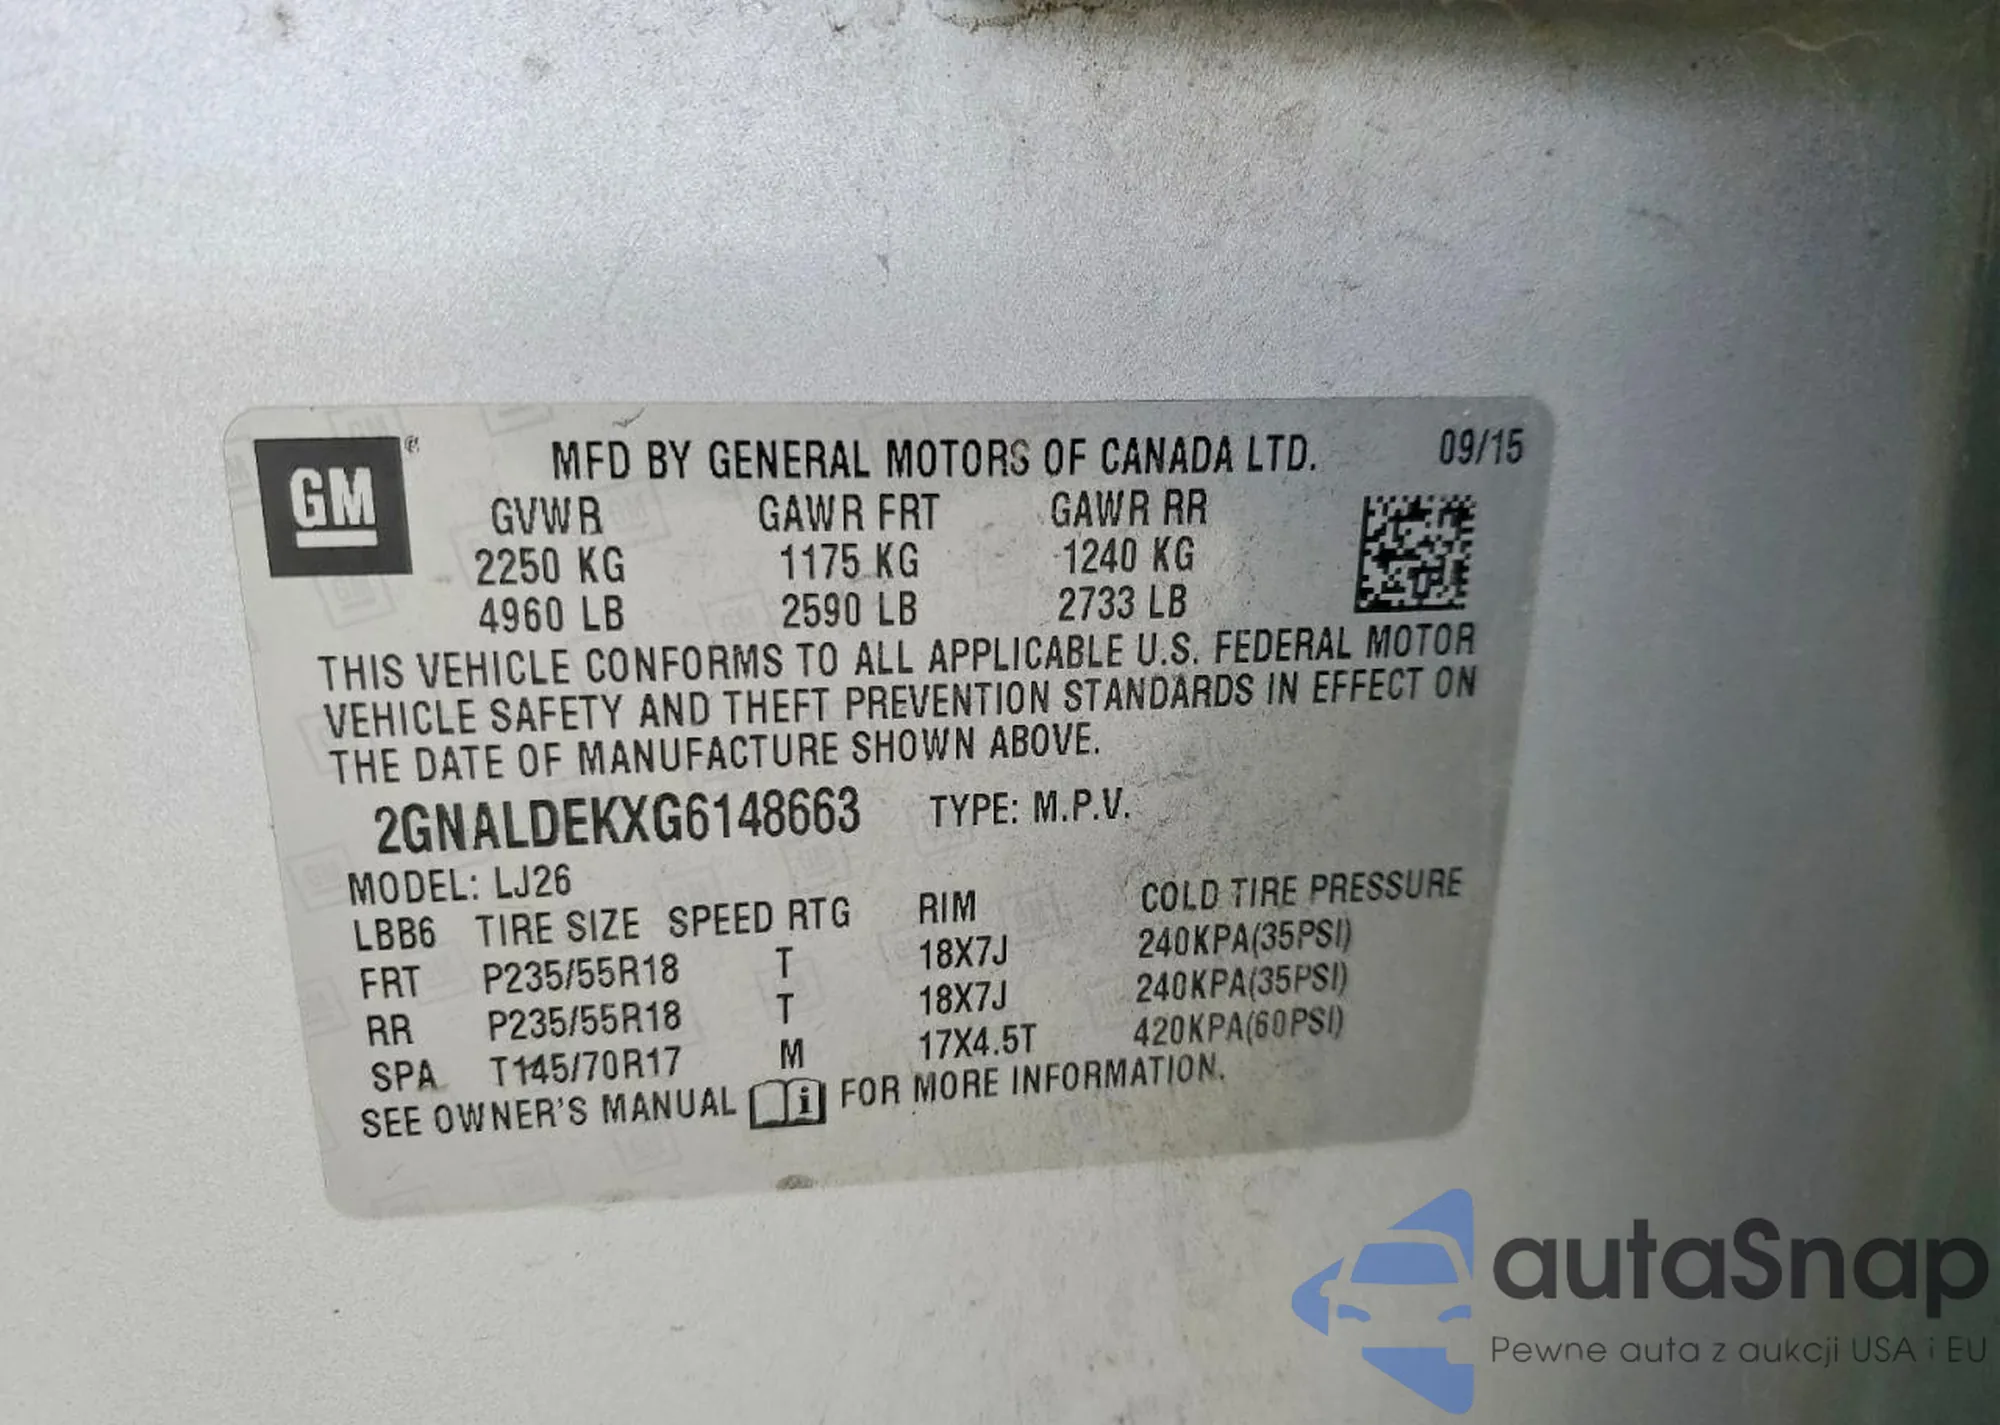 GM®
MFD BY GENERAL MOTORS OF CANADA LTD. 09/15
GVWR GAWR FRT GAWR RR
2250 KG 1175 KG 1240 KG
4960 LB 2590 LB 2733 LB
THIS VEHICLE CONFORMS TO ALL APPLICABLE U.S. FEDERAL MOTOR
VEHICLE SAFETY AND THEFT PREVENTION STANDARDS IN EFFECT ON
THE DATE OF MANUFACTURE SHOWN ABOVE.
2GNALDEKXG6148663 TYPE: M.P.V.
MODEL: LJ26
LBB6 TIRE SIZE SPEED RTG RIM COLD TIRE PRESSURE
FRT P235/55R18 T 18X7J 240KPA(35PSI)
RR P235/55R18 T 18X7J 240KPA(35PSI)
SPA T145/70R17 M 17X4.5T 420KPA(60PSI)
SEE OWNER'S MANUAL i FOR MORE INFORMATION.
autaSnap
Pewne auta z aukcji USA i EU